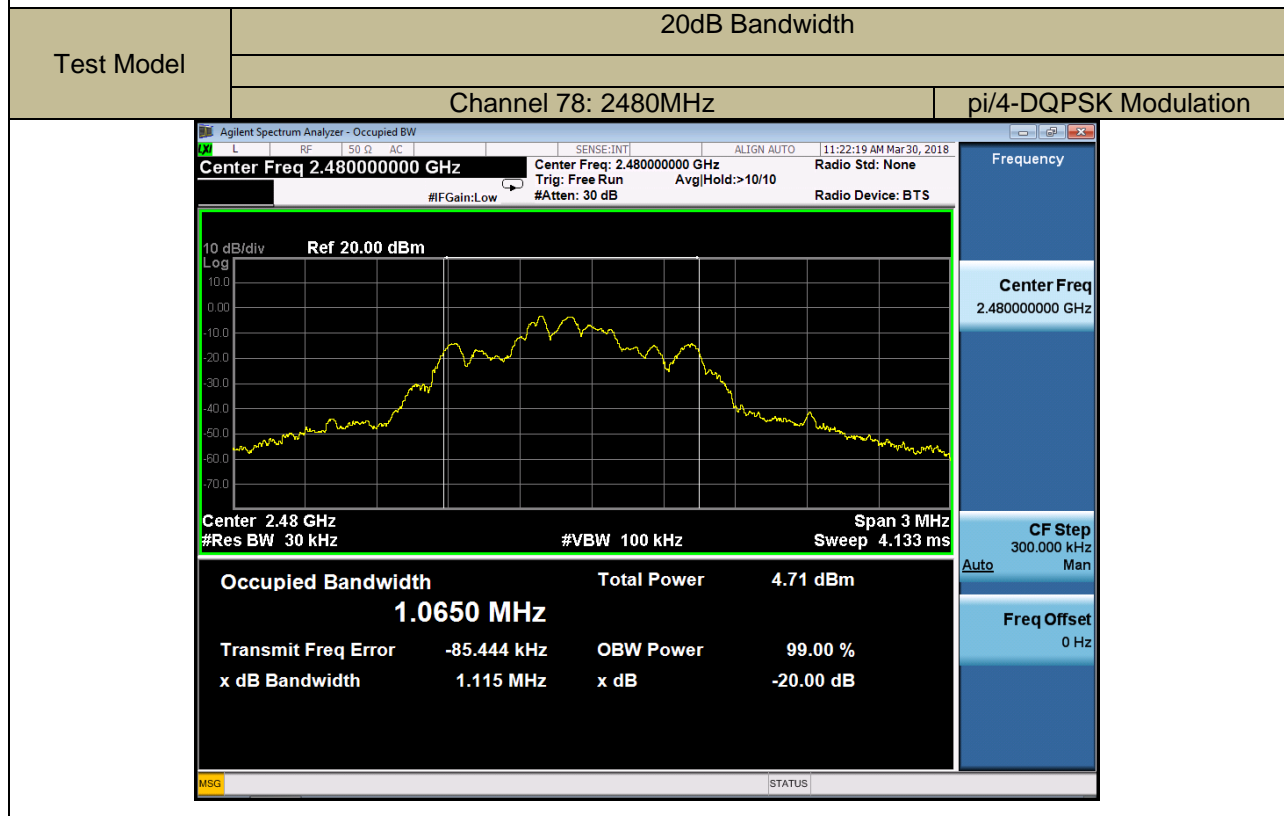 20dB Bandwidth
Test Model
Channel 78: 2480MHz pi/4-DQPSK Modulation
Agilent Spectrum Analyzer - Occupied BW
LXI L RF 50 Ω AC SENSE:INT ALIGN AUTO 11:22:19 AM Mar 30, 2018
Center Freq 2.480000000 GHz Center Freq: 2.480000000 GHz Radio Std: None Frequency
Trig: Free Run Avg|Hold:>10/10
#IFGain:Low #Atten: 30 dB Radio Device: BTS
10 dB/div Ref 20.00 dBm
Log
10.0
0.00
-10.0
-20.0
-30.0
-40.0
-50.0
-60.0
-70.0
Center Freq
2.480000000 GHz
Center 2.48 GHz Span 3 MHz
#Res BW 30 kHz #VBW 100 kHz Sweep 4.133 ms
CF Step
300.000 kHz
Auto Man
Occupied Bandwidth Total Power 4.71 dBm
1.0650 MHz
Freq Offset
0 Hz
Transmit Freq Error -85.444 kHz OBW Power 99.00 %
x dB Bandwidth 1.115 MHz x dB -20.00 dB
MSG STATUS